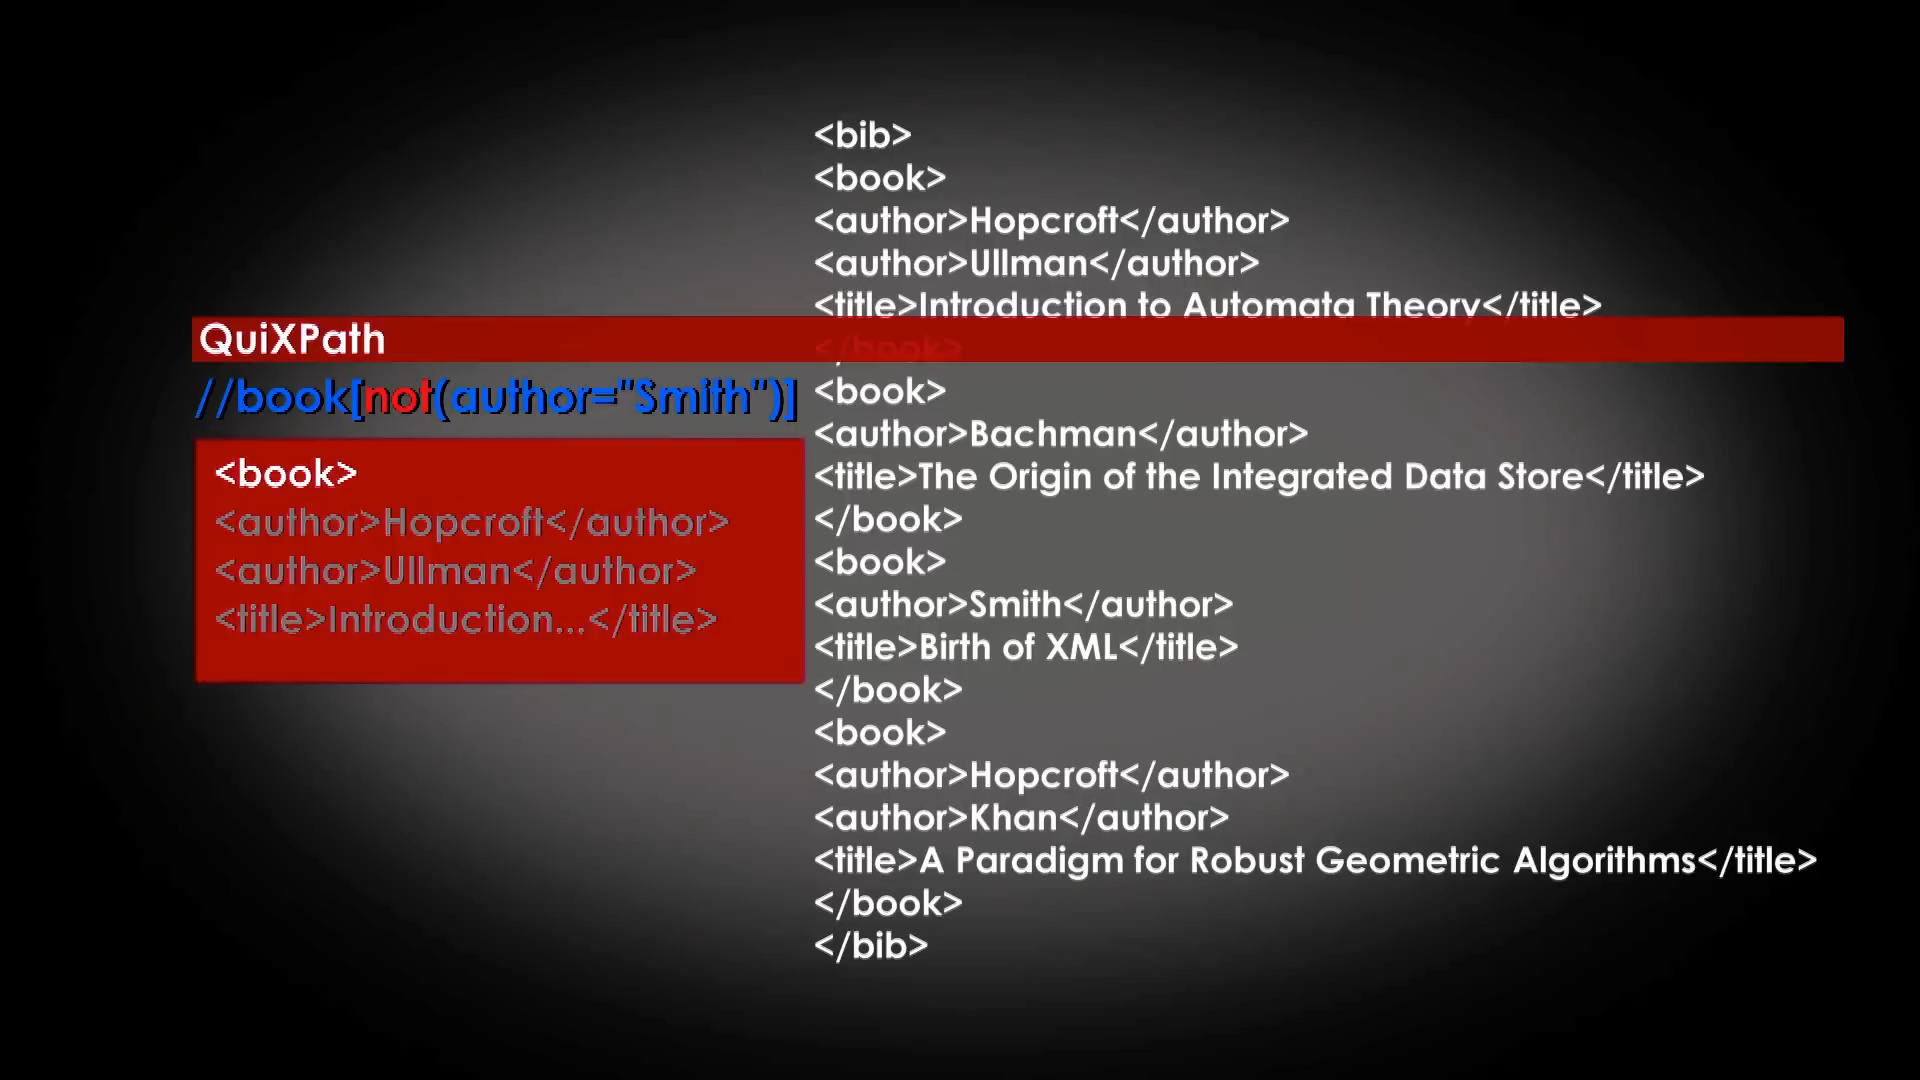 QuiXPath
//book[not(author="Smith")]
<book>
<author>Hopcroft</author>
<author>Ullman</author>
<title>Introduction...</title>
<bib>
<book>
<author>Hopcroft</author>
<author>Ullman</author>
<title>Introduction to Automata Theory</title>
</book>
<book>
<author>Bachman</author>
<title>The Origin of the Integrated Data Store</title>
</book>
<book>
<author>Smith</author>
<title>Birth of XML</title>
</book>
<book>
<author>Hopcroft</author>
<author>Khan</author>
<title>A Paradigm for Robust Geometric Algorithms</title>
</book>
</bib>